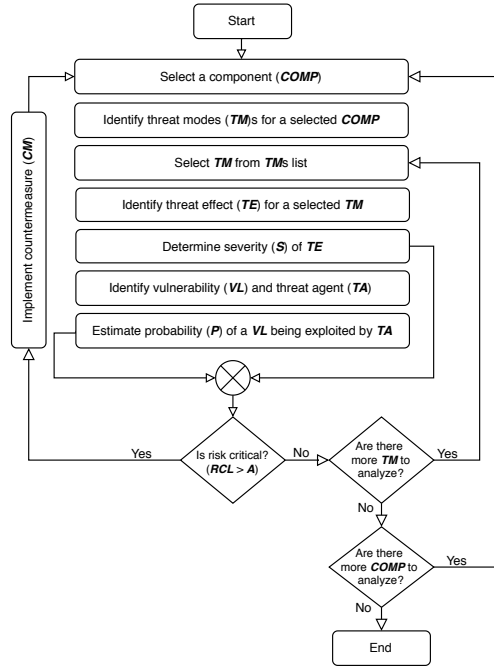 Start
Select a component (COMP)
Identify threat modes (TM)s for a selected COMP
Select TM from TMs list
Identify threat effect (TE) for a selected TM
Determine severity (S) of TE
Identify vulnerability (VL) and threat agent (TA)
Estimate probability (P) of a VL being exploited by TA
Implement countermeasure (CM)
Yes
Is risk critical?
(RCL > A)
No
Are there
more TM to
analyze?
Yes
No
Are there
more COMP to
analyze?
Yes
No
End